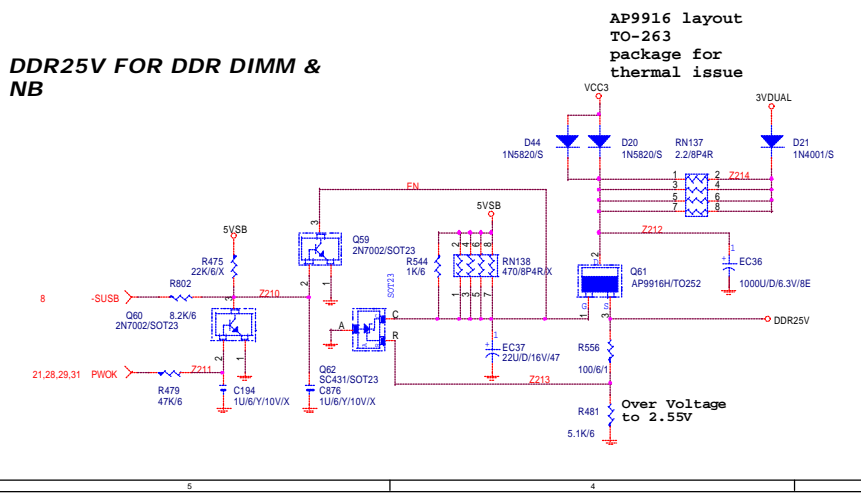 AP9916 layout
TO-263
package for
thermal issue
DDR25V FOR DDR DIMM &
NB
VCC3
3VDUAL
D44
1N5820/S
D20
1N5820/S
RN137
2.2/8P4R
D21
1N4001/S
1 2 Z214
3 4
5 6
7 8
EN
5VSB
5VSB
Z212
3
Q59
2N7002/SOT23
R475
22K/6/X
R544
1K/6
2 4 6 8
RN138
470/8P4R/X
1 3 5 7
SOT23
2
D
Q61
AP9916H/TO252
G S
1 3
1
+
EC36
1000U/D/6.3V/8E
R802
8 -SUSB
8.2K/6
Z210
3
2 1
Q60
2N7002/SOT23
2 1
A C R
DDR25V
1
+
EC37
22U/D/16V/47
R556
100/6/1
21,28,29,31 PWOK
Z211
R479
47K/6
C194
1U/6/Y/10V/X
Q62
SC431/SOT23
C876
1U/6/Y/10V/X
Z213
R481
5.1K/6
Over Voltage
to 2.55V
5 4